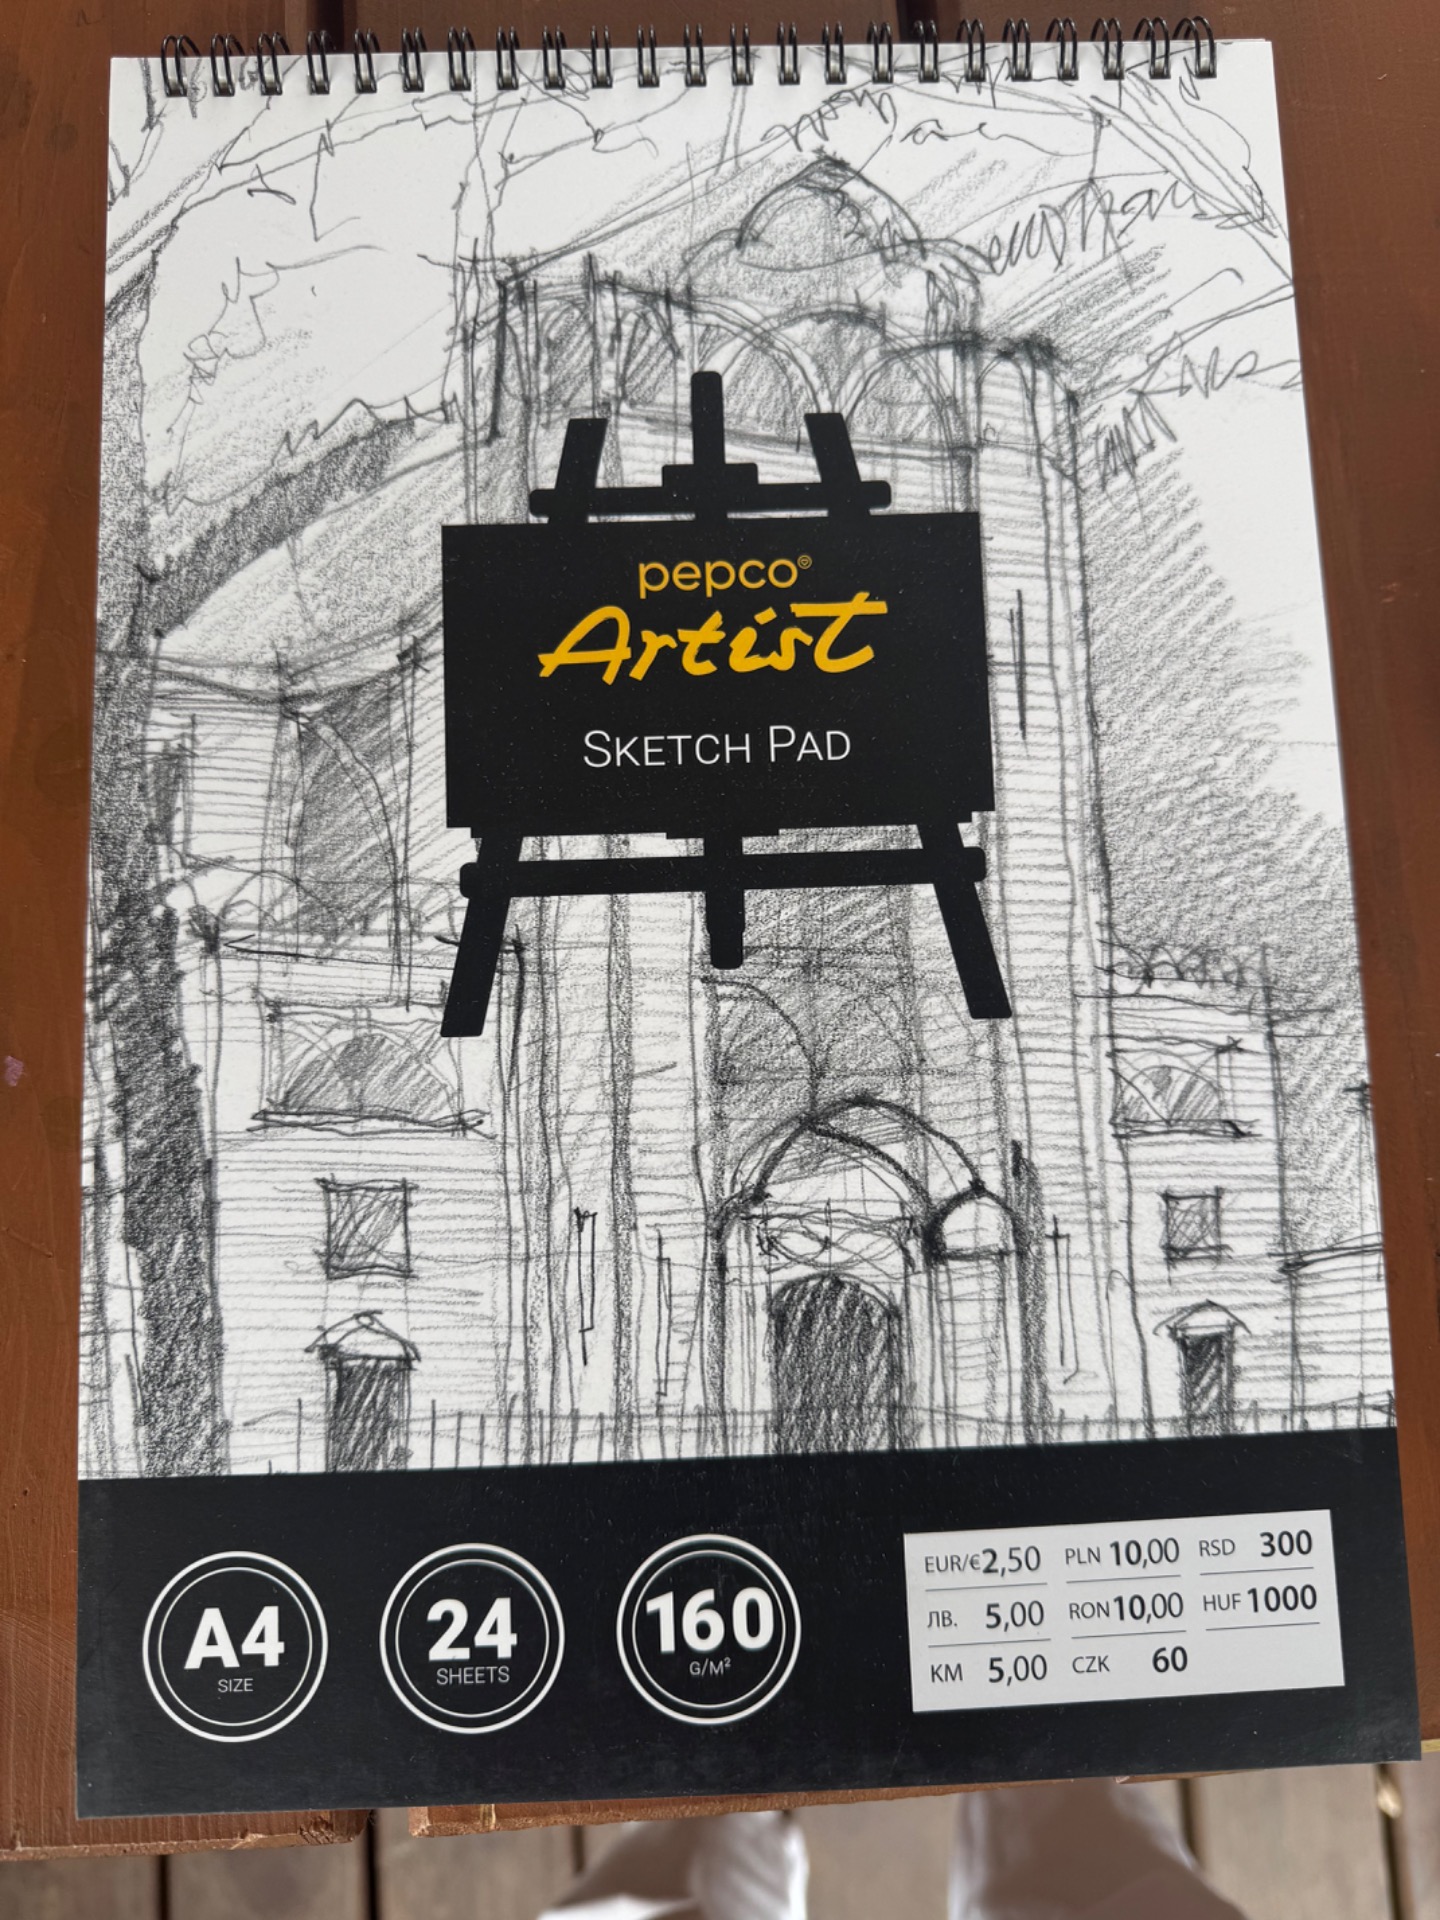 pepco
Artist
SKETCH PAD
A4
SIZE
24
SHEETS
160
G/M²
EUR/€2,50 PLN 10,00 RSD 300
ЛВ. 5,00 RON 10,00 HUF 1000
KM 5,00 CZK 60